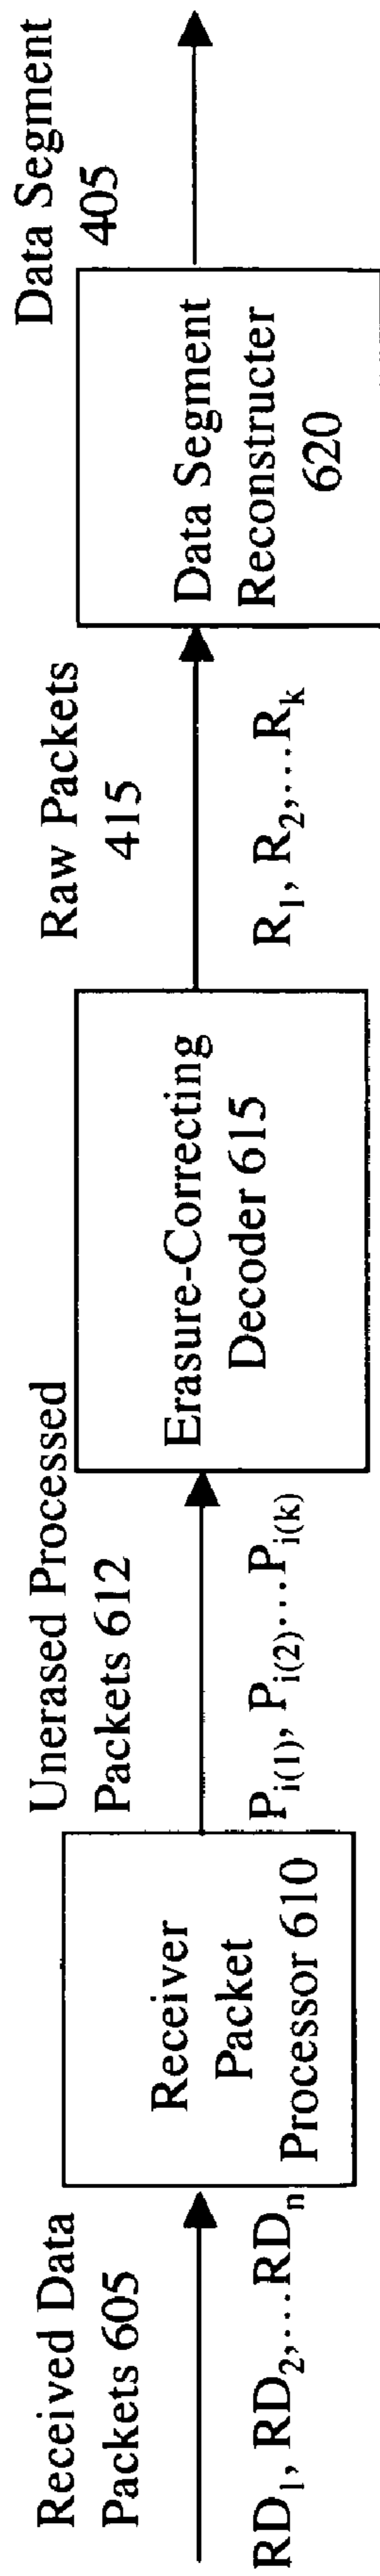 Received Data
Packets 605
RD1, RD2,...RDn
Receiver
Packet
Processor 610
Unerased Processed
Packets 612
Pi(1), Pi(2)...Pi(k)
Erasure-Correcting
Decoder 615
Raw Packets
415
R1, R2,...Rk
Data Segment
Reconstructer
620
Data Segment
405